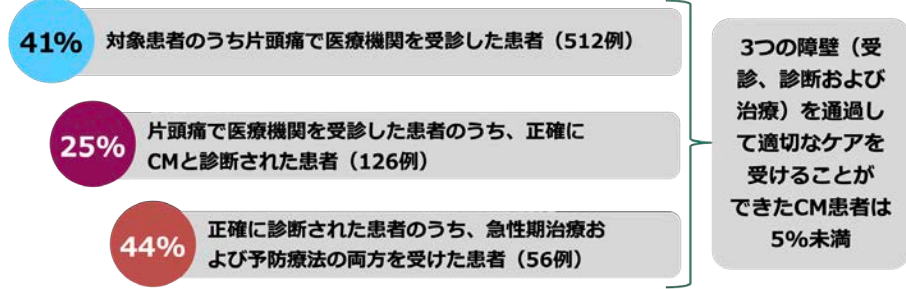 41%
対象患者のうち片頭痛で医療機関を受診した患者（512例）
25%
片頭痛で医療機関を受診した患者のうち、正確に
CMと診断された患者（126例）
44%
正確に診断された患者のうち、急性期治療お
よび予防療法の両方を受けた患者（56例）
3つの障壁（受
診、診断および
治療）を通過し
て適切なケアを
受けることが
できたCM患者は
5%未満